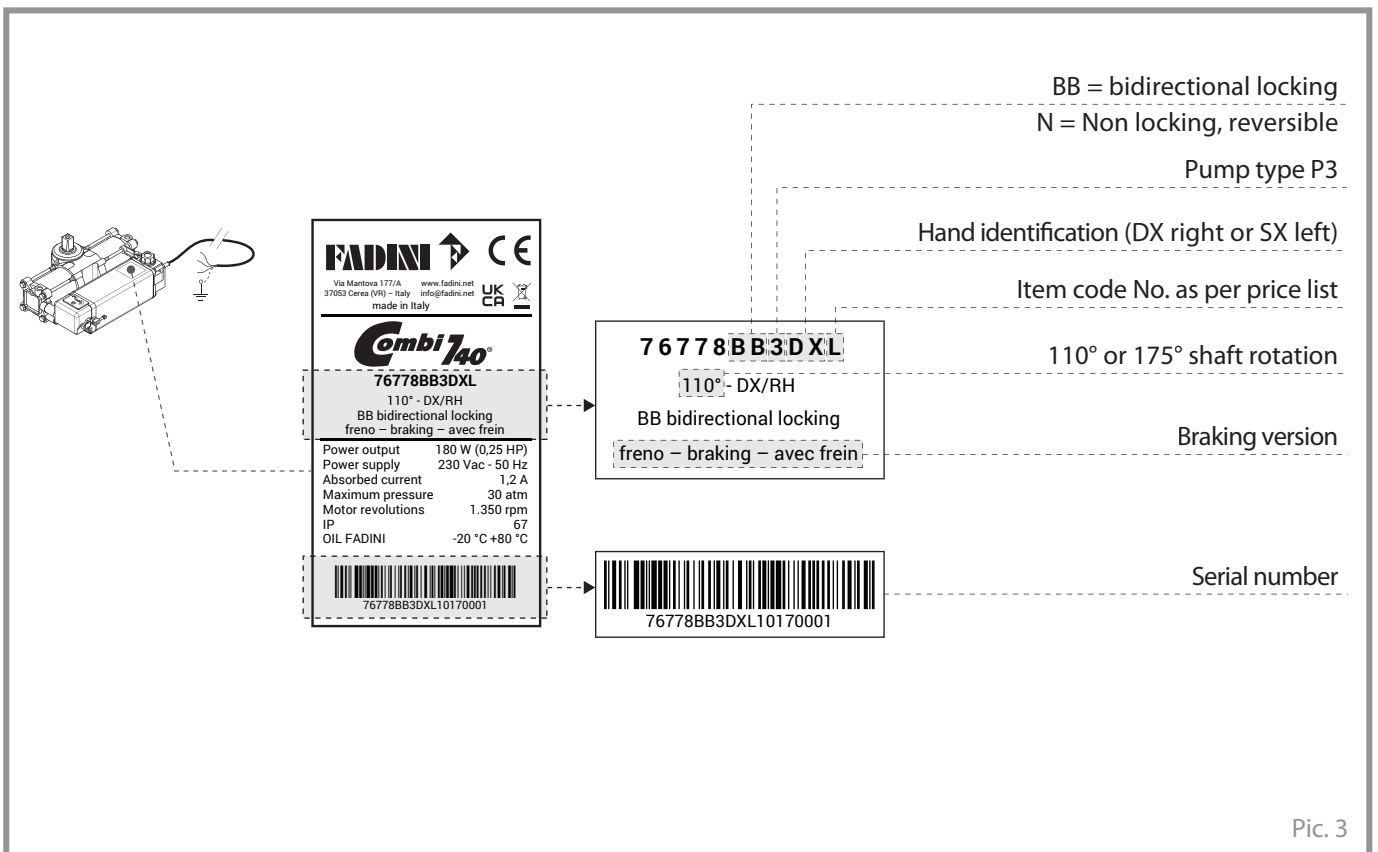 BB = bidirectional locking
N = Non locking, reversible
Pump type P3
Hand identification (DX right or SX left)
Item code No. as per price list
110° or 175° shaft rotation
Braking version
Serial number
FADINI CE
Via Mantova 177/A www.fadini.net
37053 Cerea (VR) – Italy info@fadini.net
made in Italy
UK
CA
Combi 740®
76778BB3DXL
110° - DX/RH
BB bidirectional locking
freno – braking – avec frein
Power output 180 W (0,25 HP)
Power supply 230 Vac - 50 Hz
Absorbed current 1,2 A
Maximum pressure 30 atm
Motor revolutions 1.350 rpm
IP 67
OIL FADINI -20 °C +80 °C
76778BB3DXL10170001
76778BB3DXL
110° - DX/RH
BB bidirectional locking
freno – braking – avec frein
76778BB3DXL10170001
Pic. 3